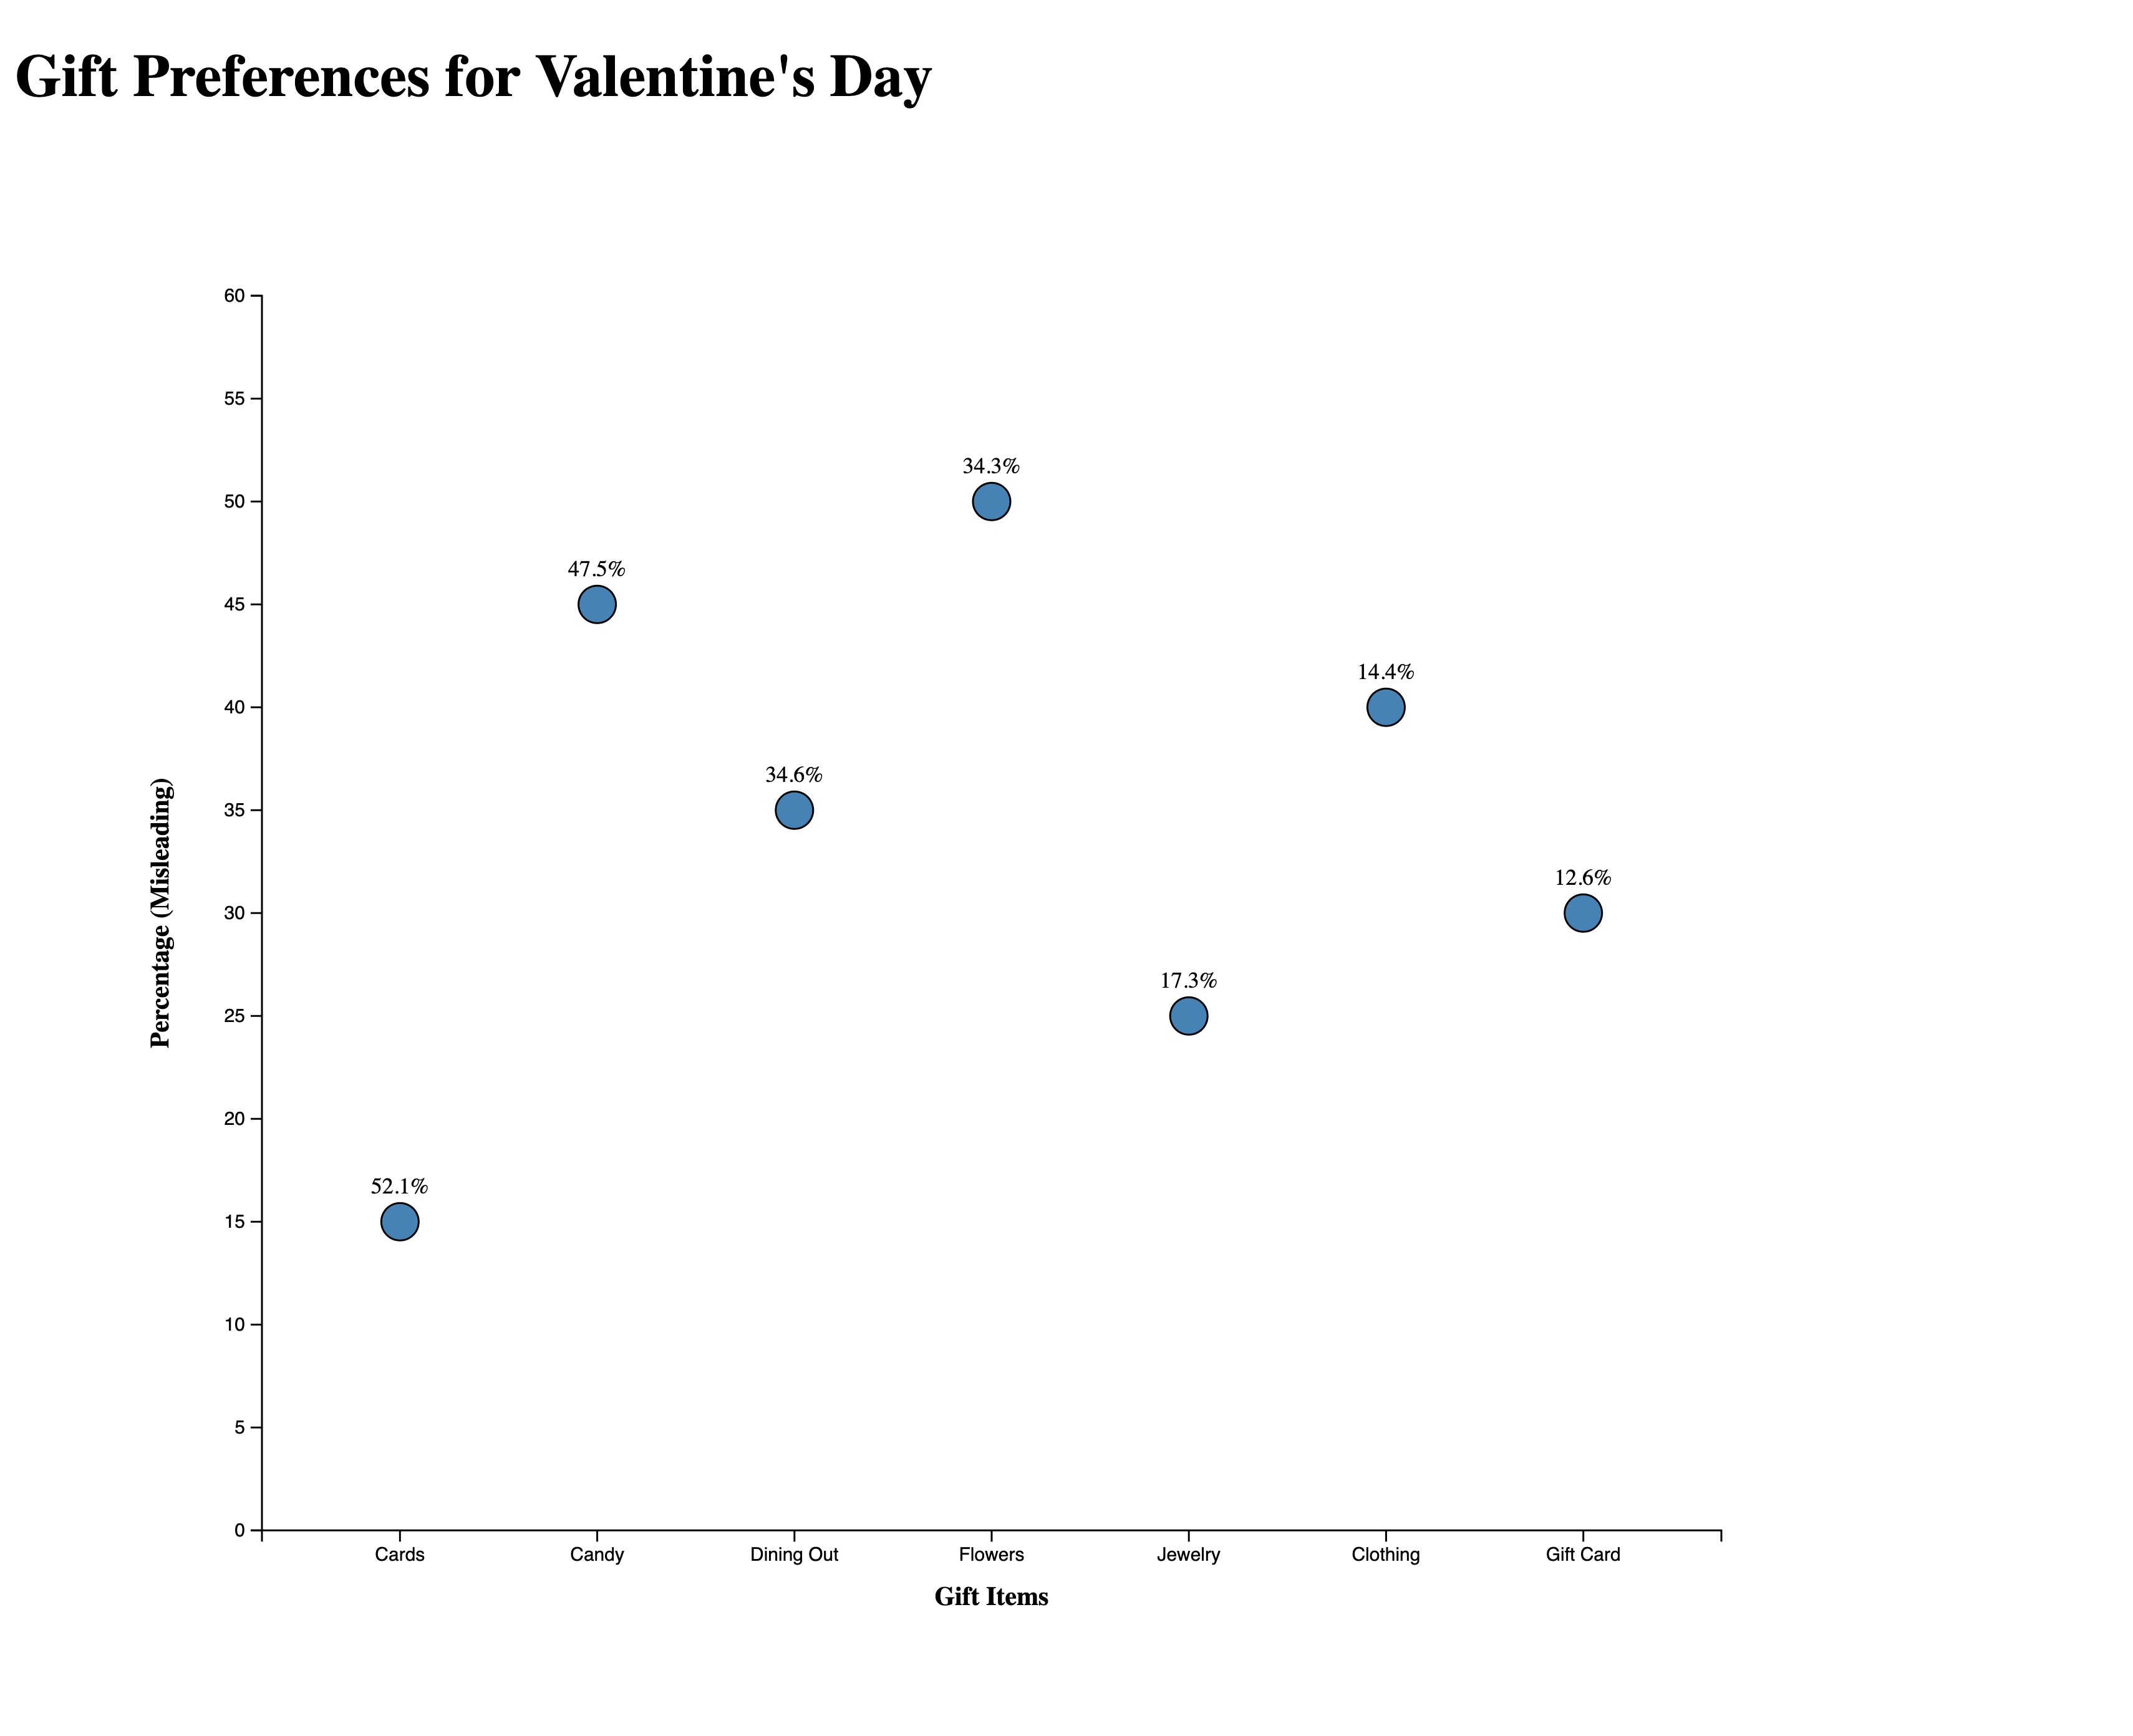 Gift Preferences for Valentine's Day
60
55
50
45
40
35
30
25
20
15
10
5
0
Percentage (Misleading)
52.1%
47.5%
34.6%
34.3%
17.3%
14.4%
12.6%
Cards
Candy
Dining Out
Flowers
Jewelry
Clothing
Gift Card
Gift Items